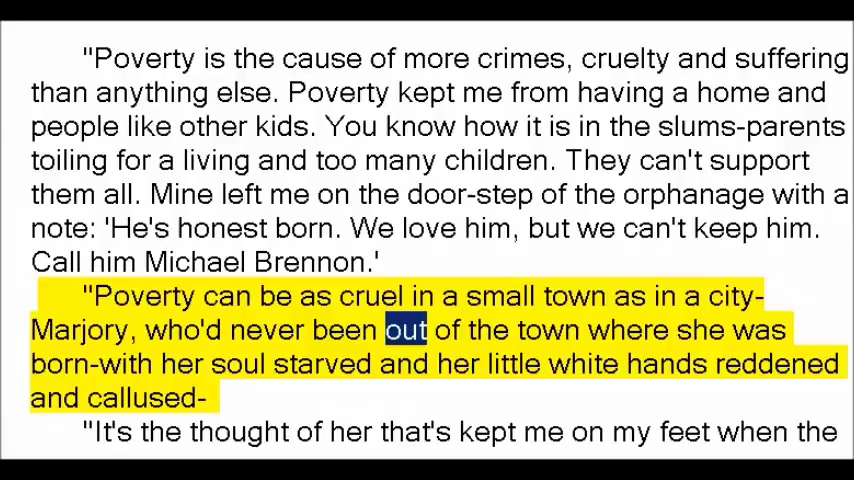 "Poverty is the cause of more crimes, cruelty and suffering
than anything else. Poverty kept me from having a home and
people like other kids. You know how it is in the slums-parents
toiling for a living and too many children. They can't support
them all. Mine left me on the door-step of the orphanage with a
note: 'He's honest born. We love him, but we can't keep him.
Call him Michael Brennon.'
"Poverty can be as cruel in a small town as in a city-
Marjory, who'd never been out of the town where she was
born-with her soul starved and her little white hands reddened
and callused-
"It's the thought of her that's kept me on my feet when the